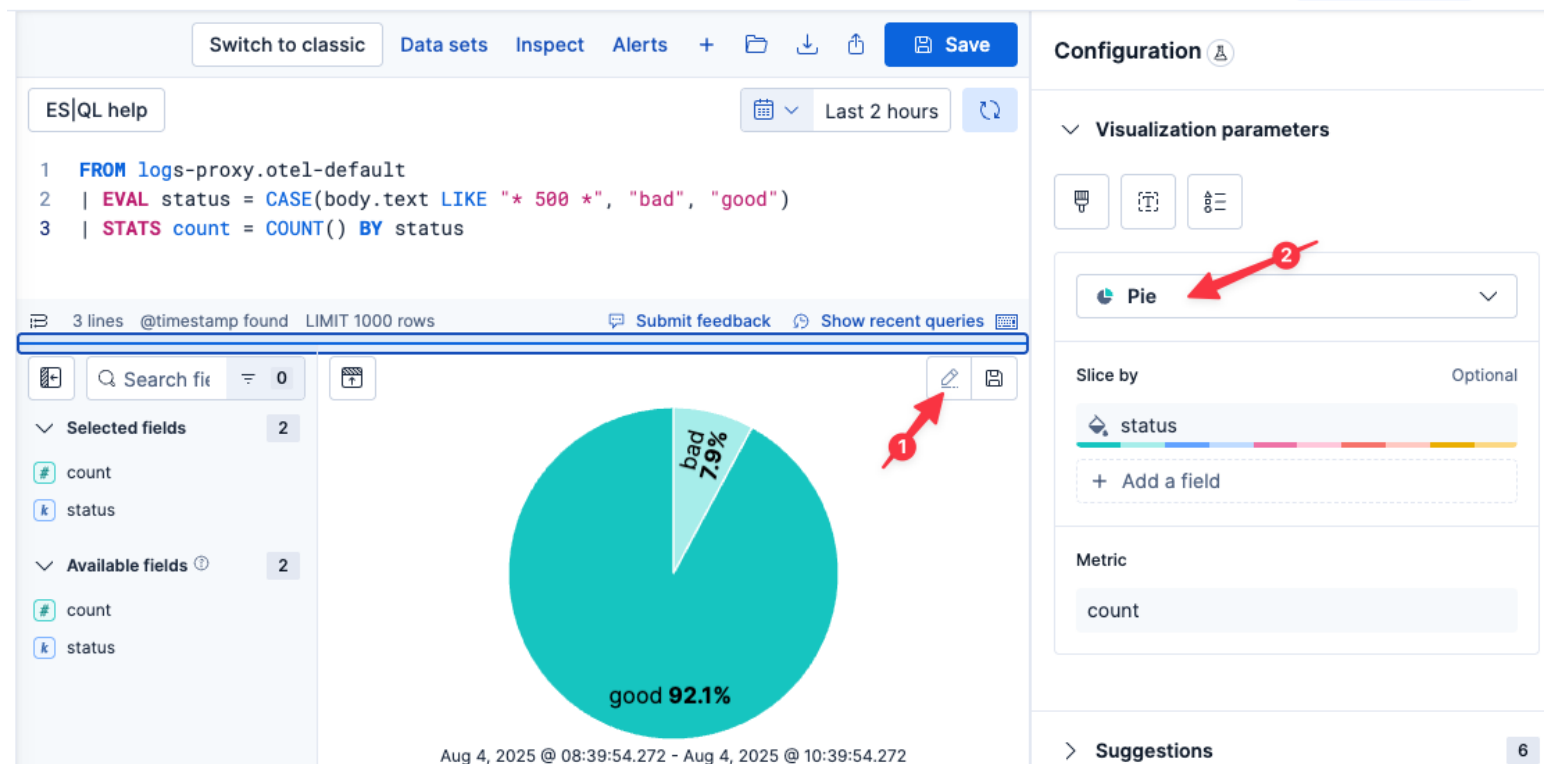 Switch to classic Data sets Inspect Alerts + Save
ES|QL help Last 2 hours
1 FROM logs-proxy.otel-default
2 | EVAL status = CASE(body.text LIKE "* 500 *", "bad", "good")
3 | STATS count = COUNT() BY status
3 lines @timestamp found LIMIT 1000 rows Submit feedback Show recent queries
Search fie 0
Selected fields 2
# count
k status
Available fields 2
# count
k status
bad
7.9%
1
good 92.1%
Aug 4, 2025 @ 08:39:54.272 - Aug 4, 2025 @ 10:39:54.272
Configuration
Visualization parameters
T
2
Pie
Slice by Optional
status
+ Add a field
Metric
count
Suggestions 6